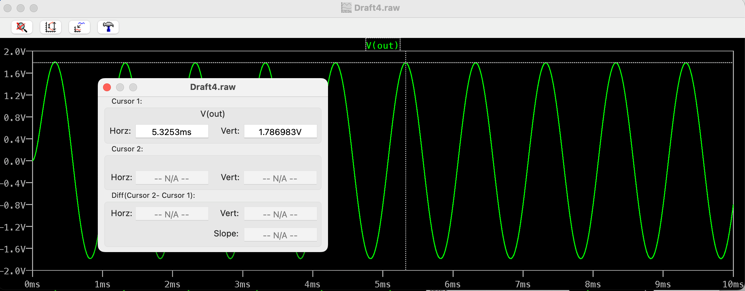 Draft4.raw
V(out)
2.0V
1.6V
1.2V
0.8V
0.4V
0.0V
-0.4V
-0.8V
-1.2V
-1.6V
-2.0V
Draft4.raw
Cursor 1:
V(out)
Horz: 5.3253ms Vert: 1.786983V
Cursor 2:
Horz: -- N/A -- Vert: -- N/A --
Diff(Cursor 2- Cursor 1):
Horz: -- N/A -- Vert: -- N/A --
Slope: -- N/A --
0ms 1ms 2ms 3ms 4ms 5ms 6ms 7ms 8ms 9ms 10ms